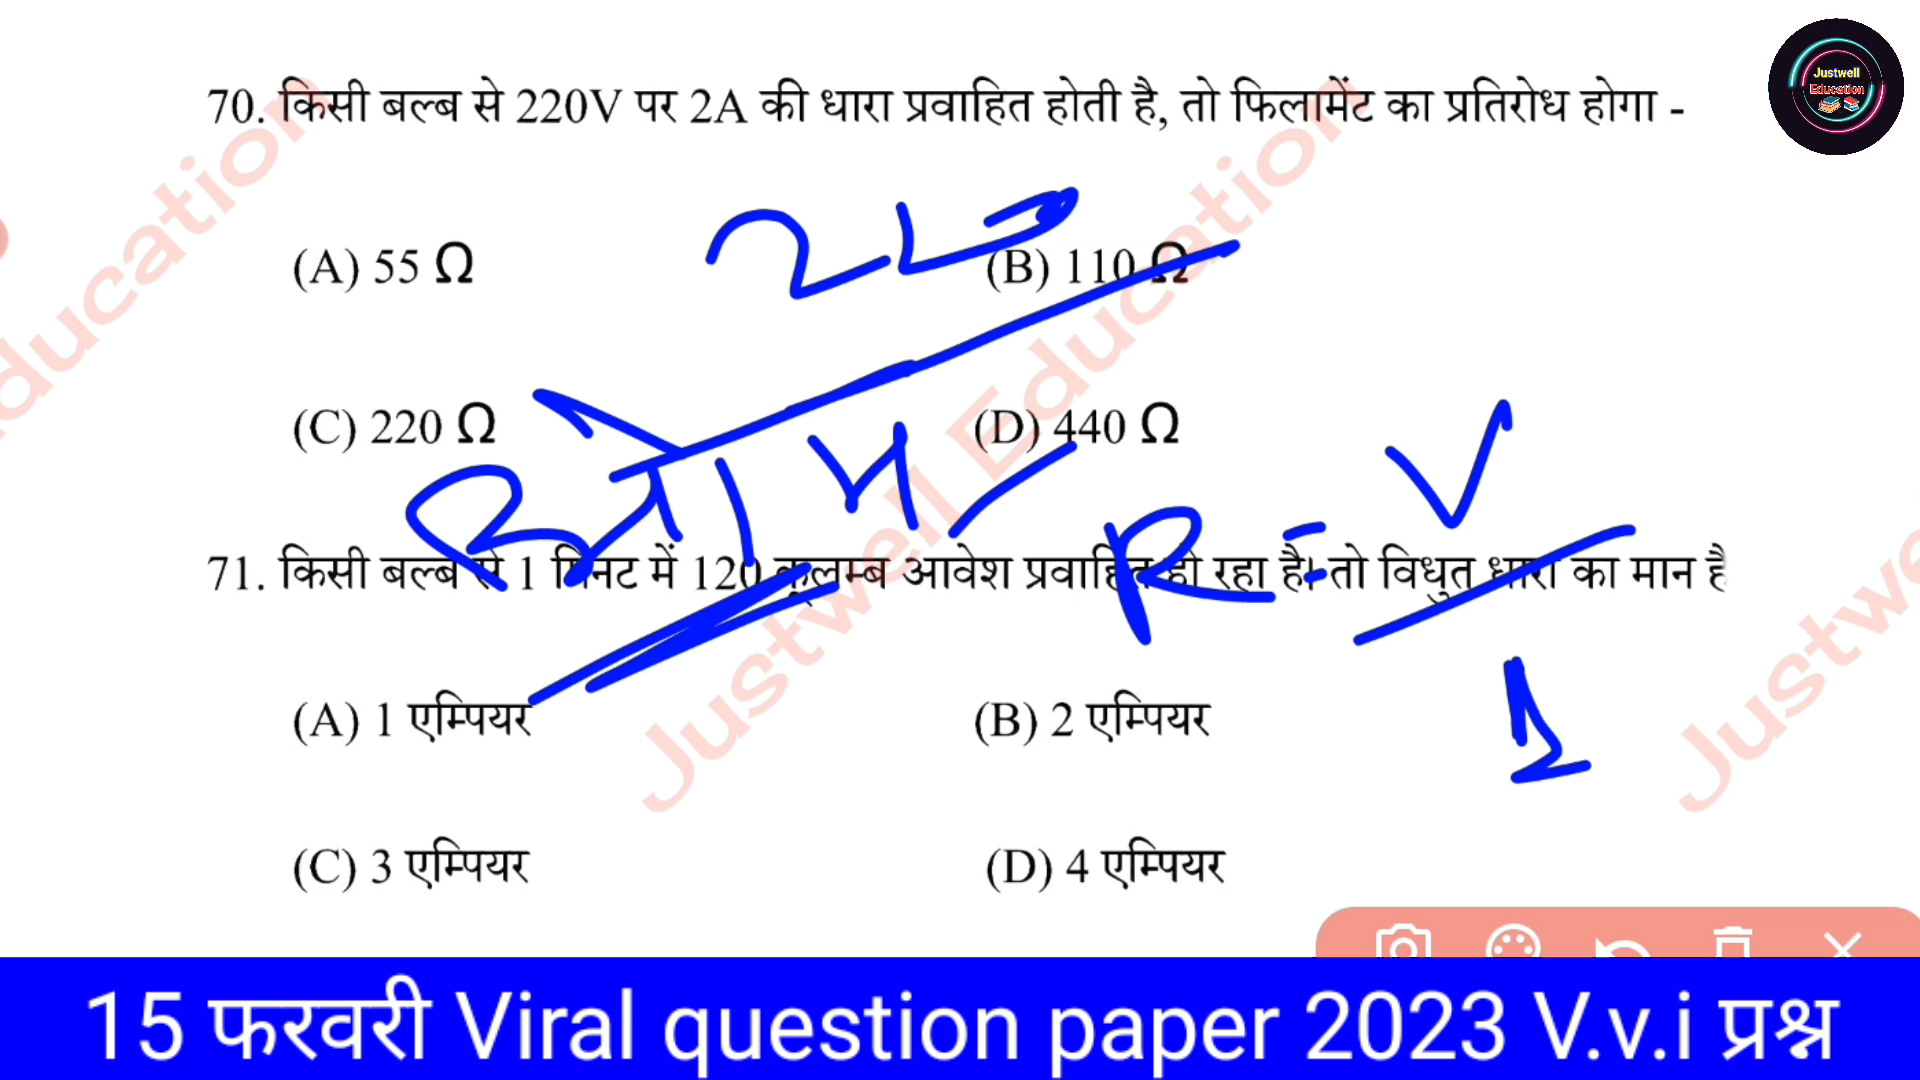 Justwell
Education
70. किसी बल्ब से 220V पर 2A की धारा प्रवाहित होती है, तो फिलामेंट का प्रतिरोध होगा -
(A) 55 Ω (B) 110 Ω
(C) 220 Ω (D) 440 Ω
R = V
71. किसी बल्ब से 1 मिनट में 120 कूलम्ब आवेश प्रवाहित हो रहा है। तो विधुत धारा का मान है
(A) 1 एम्पियर (B) 2 एम्पियर
(C) 3 एम्पियर (D) 4 एम्पियर
Justwell Education
15 फरवरी Viral question paper 2023 V.v.i प्रश्न